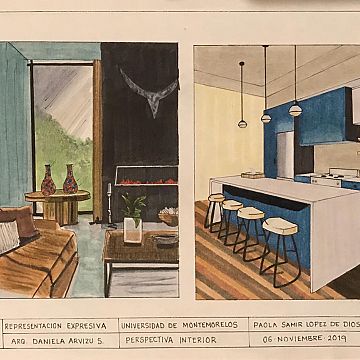 REPRESENTACIÓN EXPRESIVA
UNIVERSIDAD DE MONTEMORELOS
PAOLA SAMIR LOPEZ DE DIOS
ARQ. DANIELA ARVIZU S.
PERSPECTIVA INTERIOR
06·NOVIEMBRE·2019